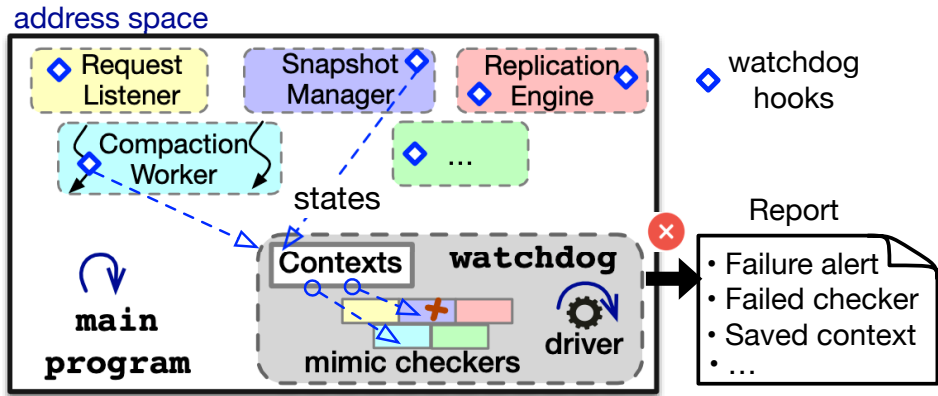 address space
Request
Listener
Snapshot
Manager
Replication
Engine
watchdog
hooks
Compaction
Worker
...
states
Report
Contexts
watchdog
• Failure alert
• Failed checker
• Saved context
• ...
main
program
mimic checkers
driver